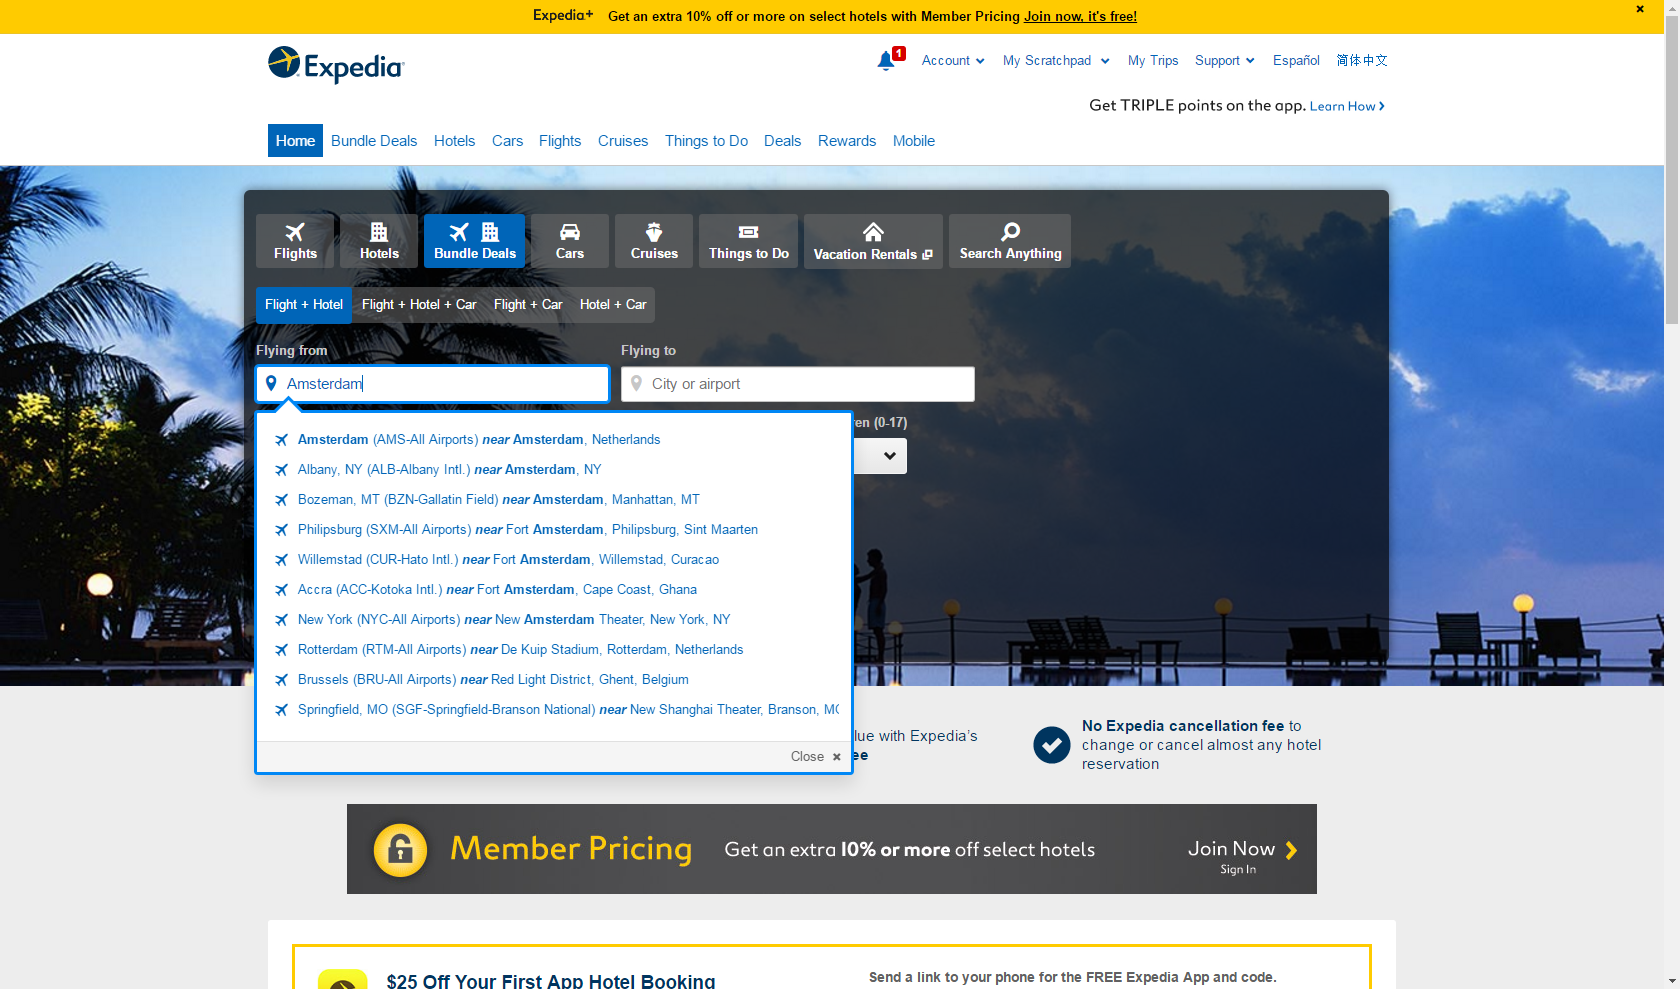 Expedia+ Get an extra 10% off or more on select hotels with Member Pricing Join now, it's free!
Expedia
1
Account My Scratchpad My Trips Support Español 简体中文
Get TRIPLE points on the app. Learn How
Home Bundle Deals Hotels Cars Flights Cruises Things to Do Deals Rewards Mobile
Flights Hotels Bundle Deals Cars Cruises Things to Do Vacation Rentals Search Anything
Flight + Hotel Flight + Hotel + Car Flight + Car Hotel + Car
Flying from Flying to
Amsterdam City or airport
ren (0-17)
Amsterdam (AMS-All Airports) near Amsterdam, Netherlands
Albany, NY (ALB-Albany Intl.) near Amsterdam, NY
Bozeman, MT (BZN-Gallatin Field) near Amsterdam, Manhattan, MT
Philipsburg (SXM-All Airports) near Fort Amsterdam, Philipsburg, Sint Maarten
Willemstad (CUR-Hato Intl.) near Fort Amsterdam, Willemstad, Curacao
Accra (ACC-Kotoka Intl.) near Fort Amsterdam, Cape Coast, Ghana
New York (NYC-All Airports) near New Amsterdam Theater, New York, NY
Rotterdam (RTM-All Airports) near De Kuip Stadium, Rotterdam, Netherlands
Brussels (BRU-All Airports) near Red Light District, Ghent, Belgium
Springfield, MO (SGF-Springfield-Branson National) near New Shanghai Theater, Branson, MO
Close
lue with Expedia's
ee
No Expedia cancellation fee to
change or cancel almost any hotel
reservation
Member Pricing Get an extra 10% or more off select hotels Join Now
Sign In
$25 Off Your First App Hotel Booking
Send a link to your phone for the FREE Expedia App and code.